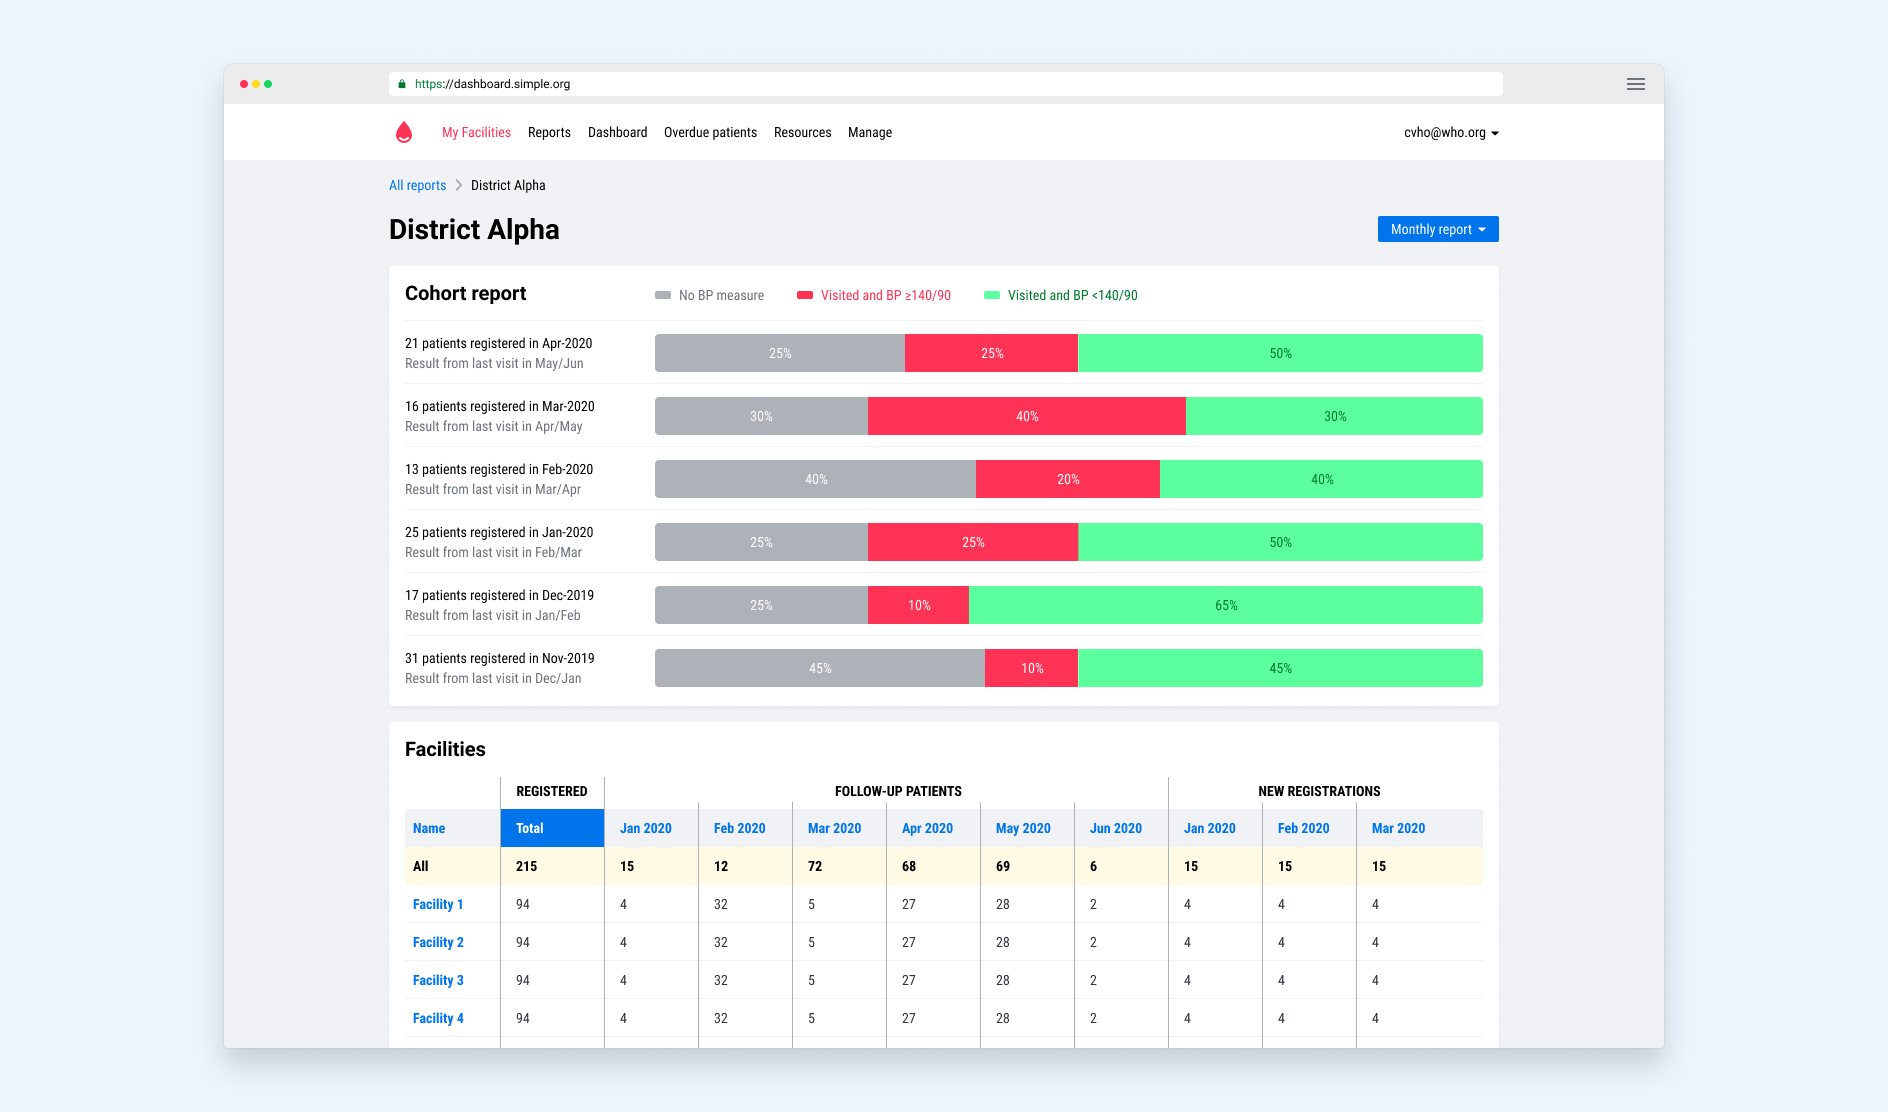 https://dashboard.simple.org
My Facilities Reports Dashboard Overdue patients Resources Manage cvho@who.org
All reports District Alpha
District Alpha Monthly report
Cohort report No BP measure Visited and BP ≥140/90 Visited and BP <140/90
21 patients registered in Apr-2020
Result from last visit in May/Jun
25% 25% 50%
16 patients registered in Mar-2020
Result from last visit in Apr/May
30% 40% 30%
13 patients registered in Feb-2020
Result from last visit in Mar/Apr
40% 20% 40%
25 patients registered in Jan-2020
Result from last visit in Feb/Mar
25% 25% 50%
17 patients registered in Dec-2019
Result from last visit in Jan/Feb
25% 10% 65%
31 patients registered in Nov-2019
Result from last visit in Dec/Jan
45% 10% 45%
Facilities
REGISTERED FOLLOW-UP PATIENTS NEW REGISTRATIONS
Name Total Jan 2020 Feb 2020 Mar 2020 Apr 2020 May 2020 Jun 2020 Jan 2020 Feb 2020 Mar 2020
All 215 15 12 72 68 69 6 15 15 15
Facility 1 94 4 32 5 27 28 2 4 4 4
Facility 2 94 4 32 5 27 28 2 4 4 4
Facility 3 94 4 32 5 27 28 2 4 4 4
Facility 4 94 4 32 5 27 28 2 4 4 4